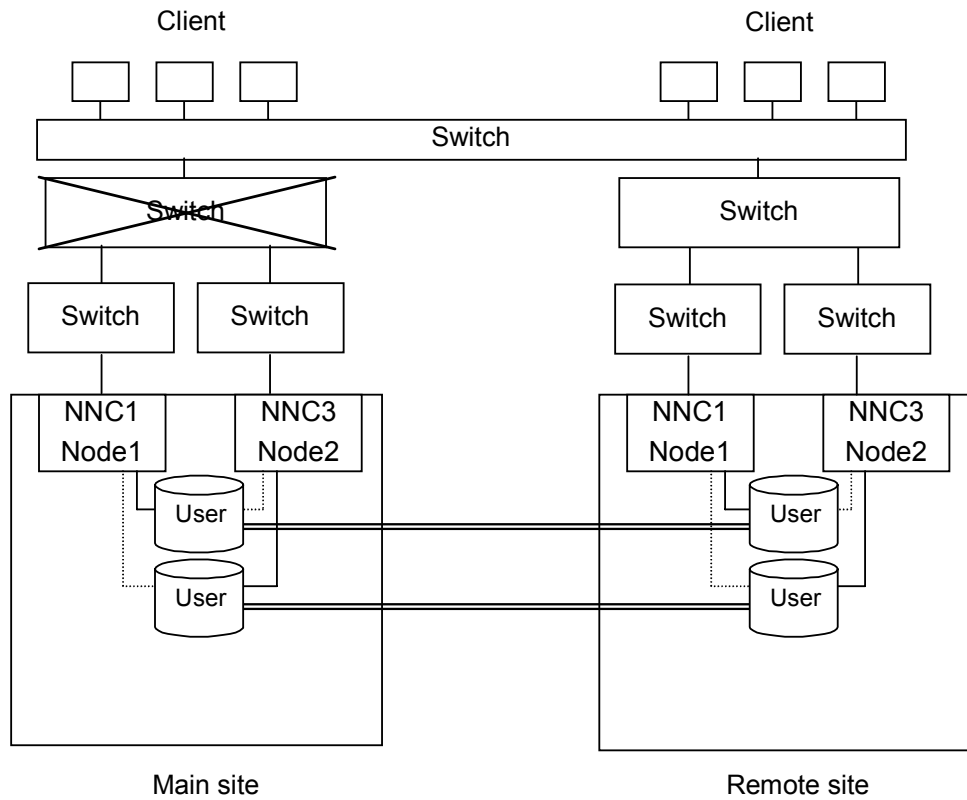 Client Client
Switch
Switch Switch
Switch Switch Switch Switch
NNC1 NNC3 NNC1 NNC3
Node1 Node2 Node1 Node2
User User
User User
Main site Remote site